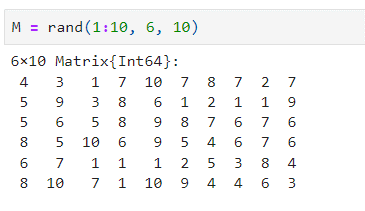 M = rand(1:10, 6, 10)
6×10 Matrix{Int64}:
 4   3   1  7  10  7  8  7  2  7
 5   9   3  8   6  1  2  1  1  9
 5   6   5  8   9  8  7  6  7  6
 8   5  10  6   9  5  4  6  7  6
 6   7   1  1   1  2  5  3  8  4
 8  10   7  1  10  9  4  4  6  3